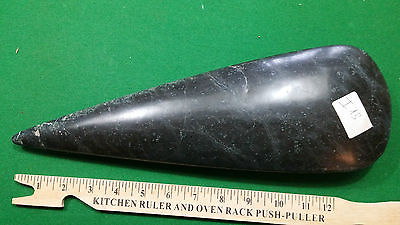 1 2 3 4 5 6 7 8 9 10 11 12
KITCHEN RULER AND OVEN RACK PUSH-PULLER